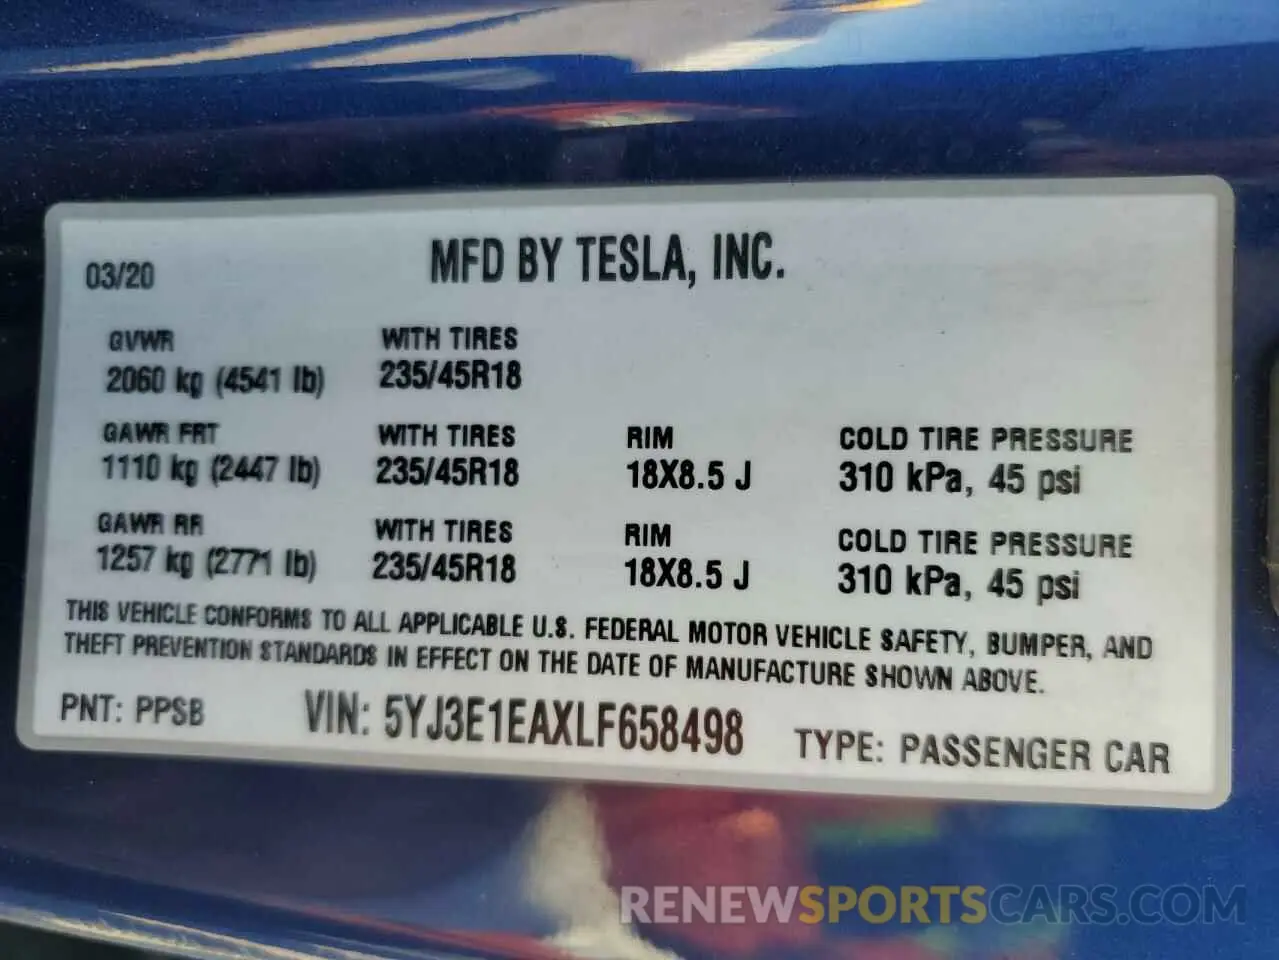 MFD BY TESLA, INC.
03/20
GVWR WITH TIRES
2060 kg (4541 lb) 235/45R18
GAWR FRT WITH TIRES RIM COLD TIRE PRESSURE
1110 kg (2447 lb) 235/45R18 18X8.5 J 310 kPa, 45 psi
GAWR RR WITH TIRES RIM COLD TIRE PRESSURE
1257 kg (2771 lb) 235/45R18 18X8.5 J 310 kPa, 45 psi
THIS VEHICLE CONFORMS TO ALL APPLICABLE U.S. FEDERAL MOTOR VEHICLE SAFETY, BUMPER, AND
THEFT PREVENTION STANDARDS IN EFFECT ON THE DATE OF MANUFACTURE SHOWN ABOVE.
PNT: PPSB VIN: 5YJ3E1EAXLF658498 TYPE: PASSENGER CAR
RENEWSPORTSCARS.COM